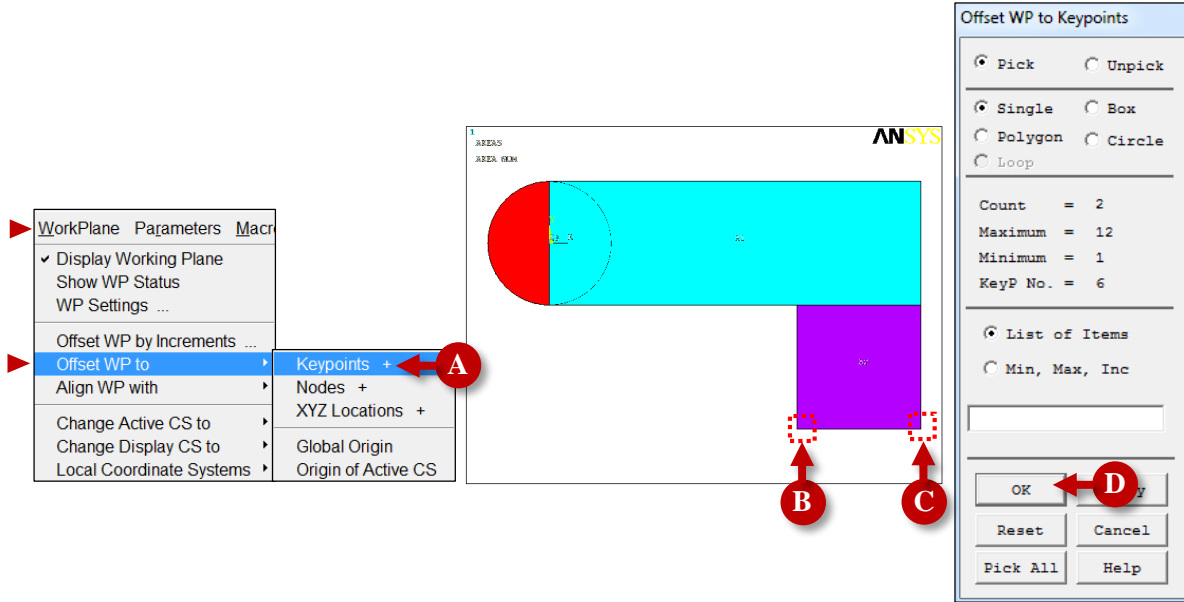 WorkPlane Parameters Macr
Display Working Plane
Show WP Status
WP Settings ...
Offset WP by Increments ...
Offset WP to
Align WP with
Change Active CS to
Change Display CS to
Local Coordinate Systems
Keypoints +
Nodes +
XYZ Locations +
Global Origin
Origin of Active CS
A
1
AREAS
AREA NUM
ANSYS
X
B
C
Offset WP to Keypoints
Pick Unpick
Single Box
Polygon Circle
Loop
Count = 2
Maximum = 12
Minimum = 1
KeyP No. = 6
List of Items
Min, Max, Inc
OK
D
Reset Cancel
Pick All Help